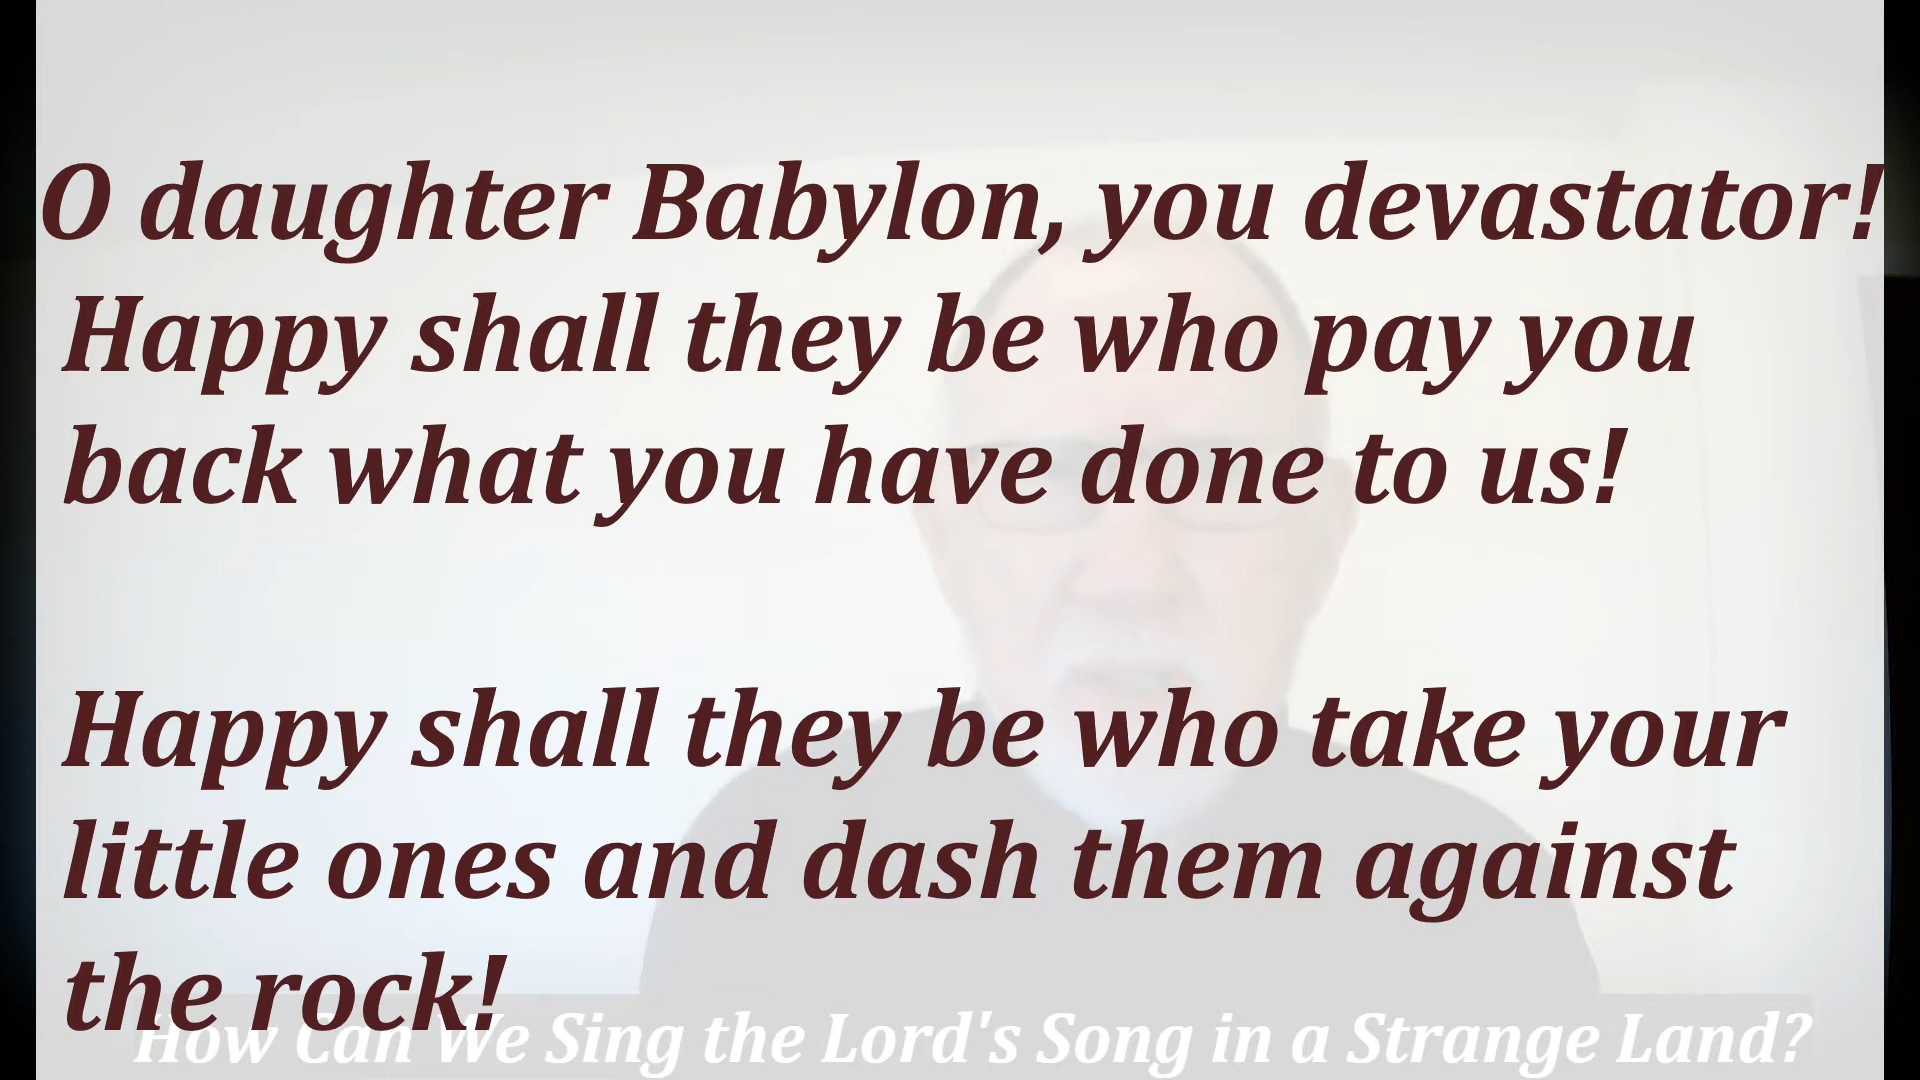 O daughter Babylon, you devastator!
Happy shall they be who pay you
back what you have done to us!
Happy shall they be who take your
little ones and dash them against
the rock!
How Can We Sing the Lord's Song in a Strange Land?